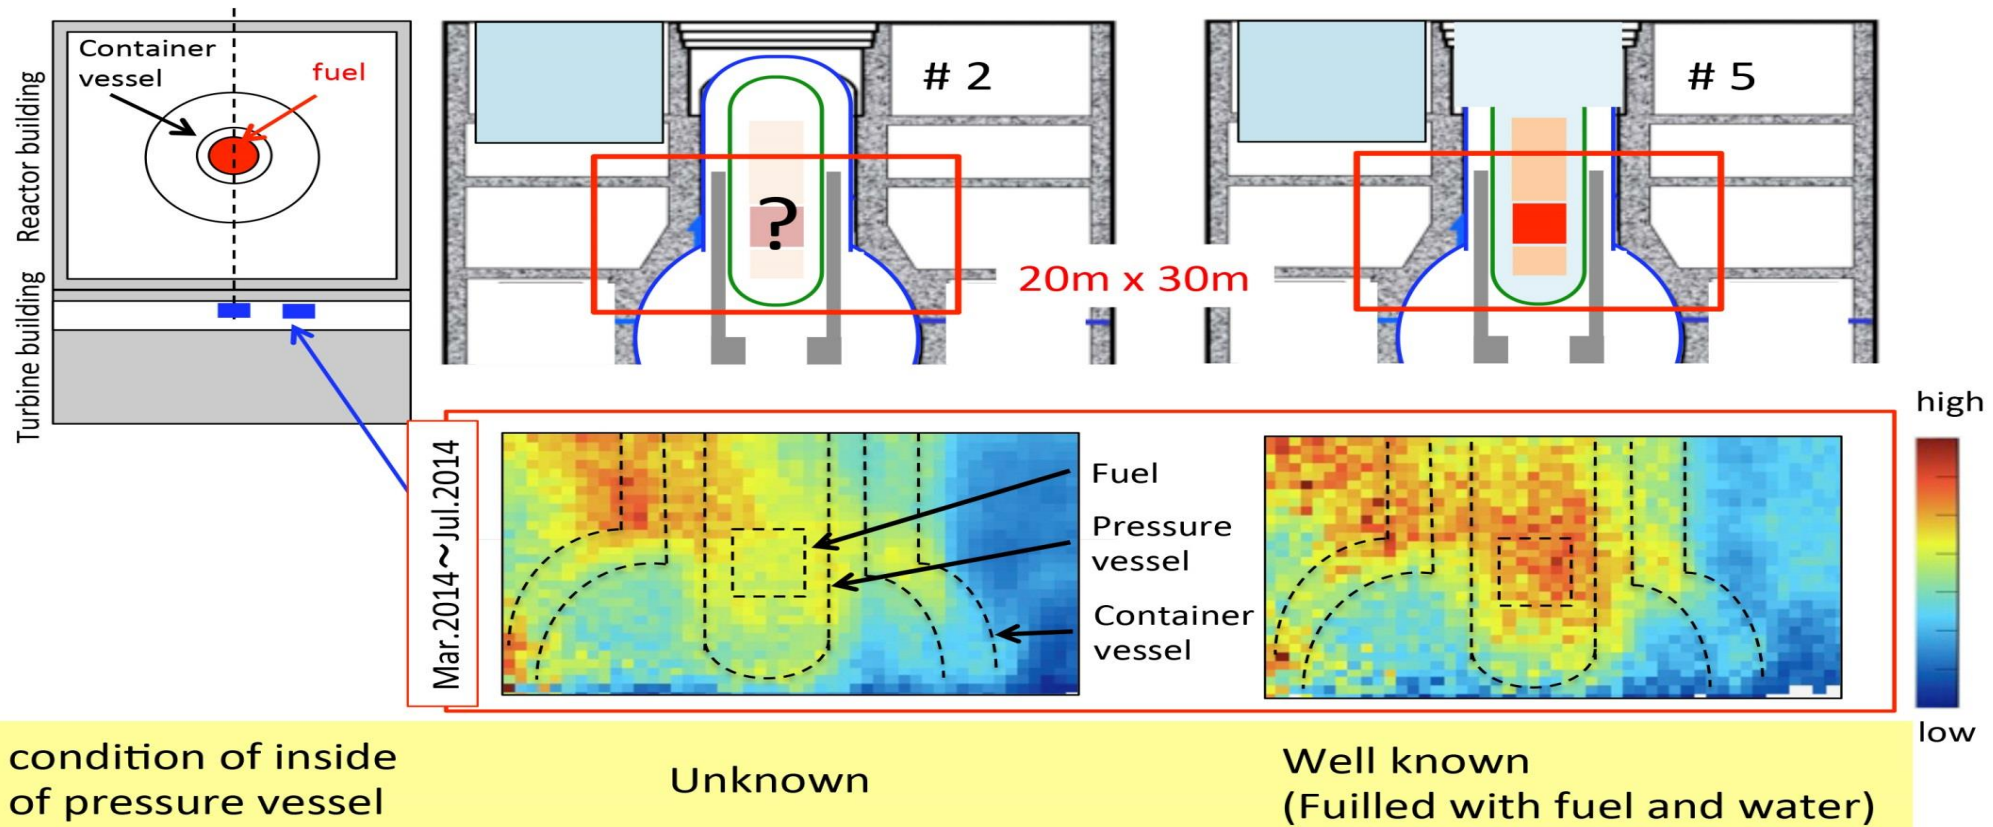 Container
vessel
fuel
Reactor building
Turbine building
# 2
?
# 5
20m x 30m
Mar.2014~Jul.2014
Fuel
Pressure
vessel
Container
vessel
high
low
condition of inside
of pressure vessel
Unknown
Well known
(Fuilled with fuel and water)